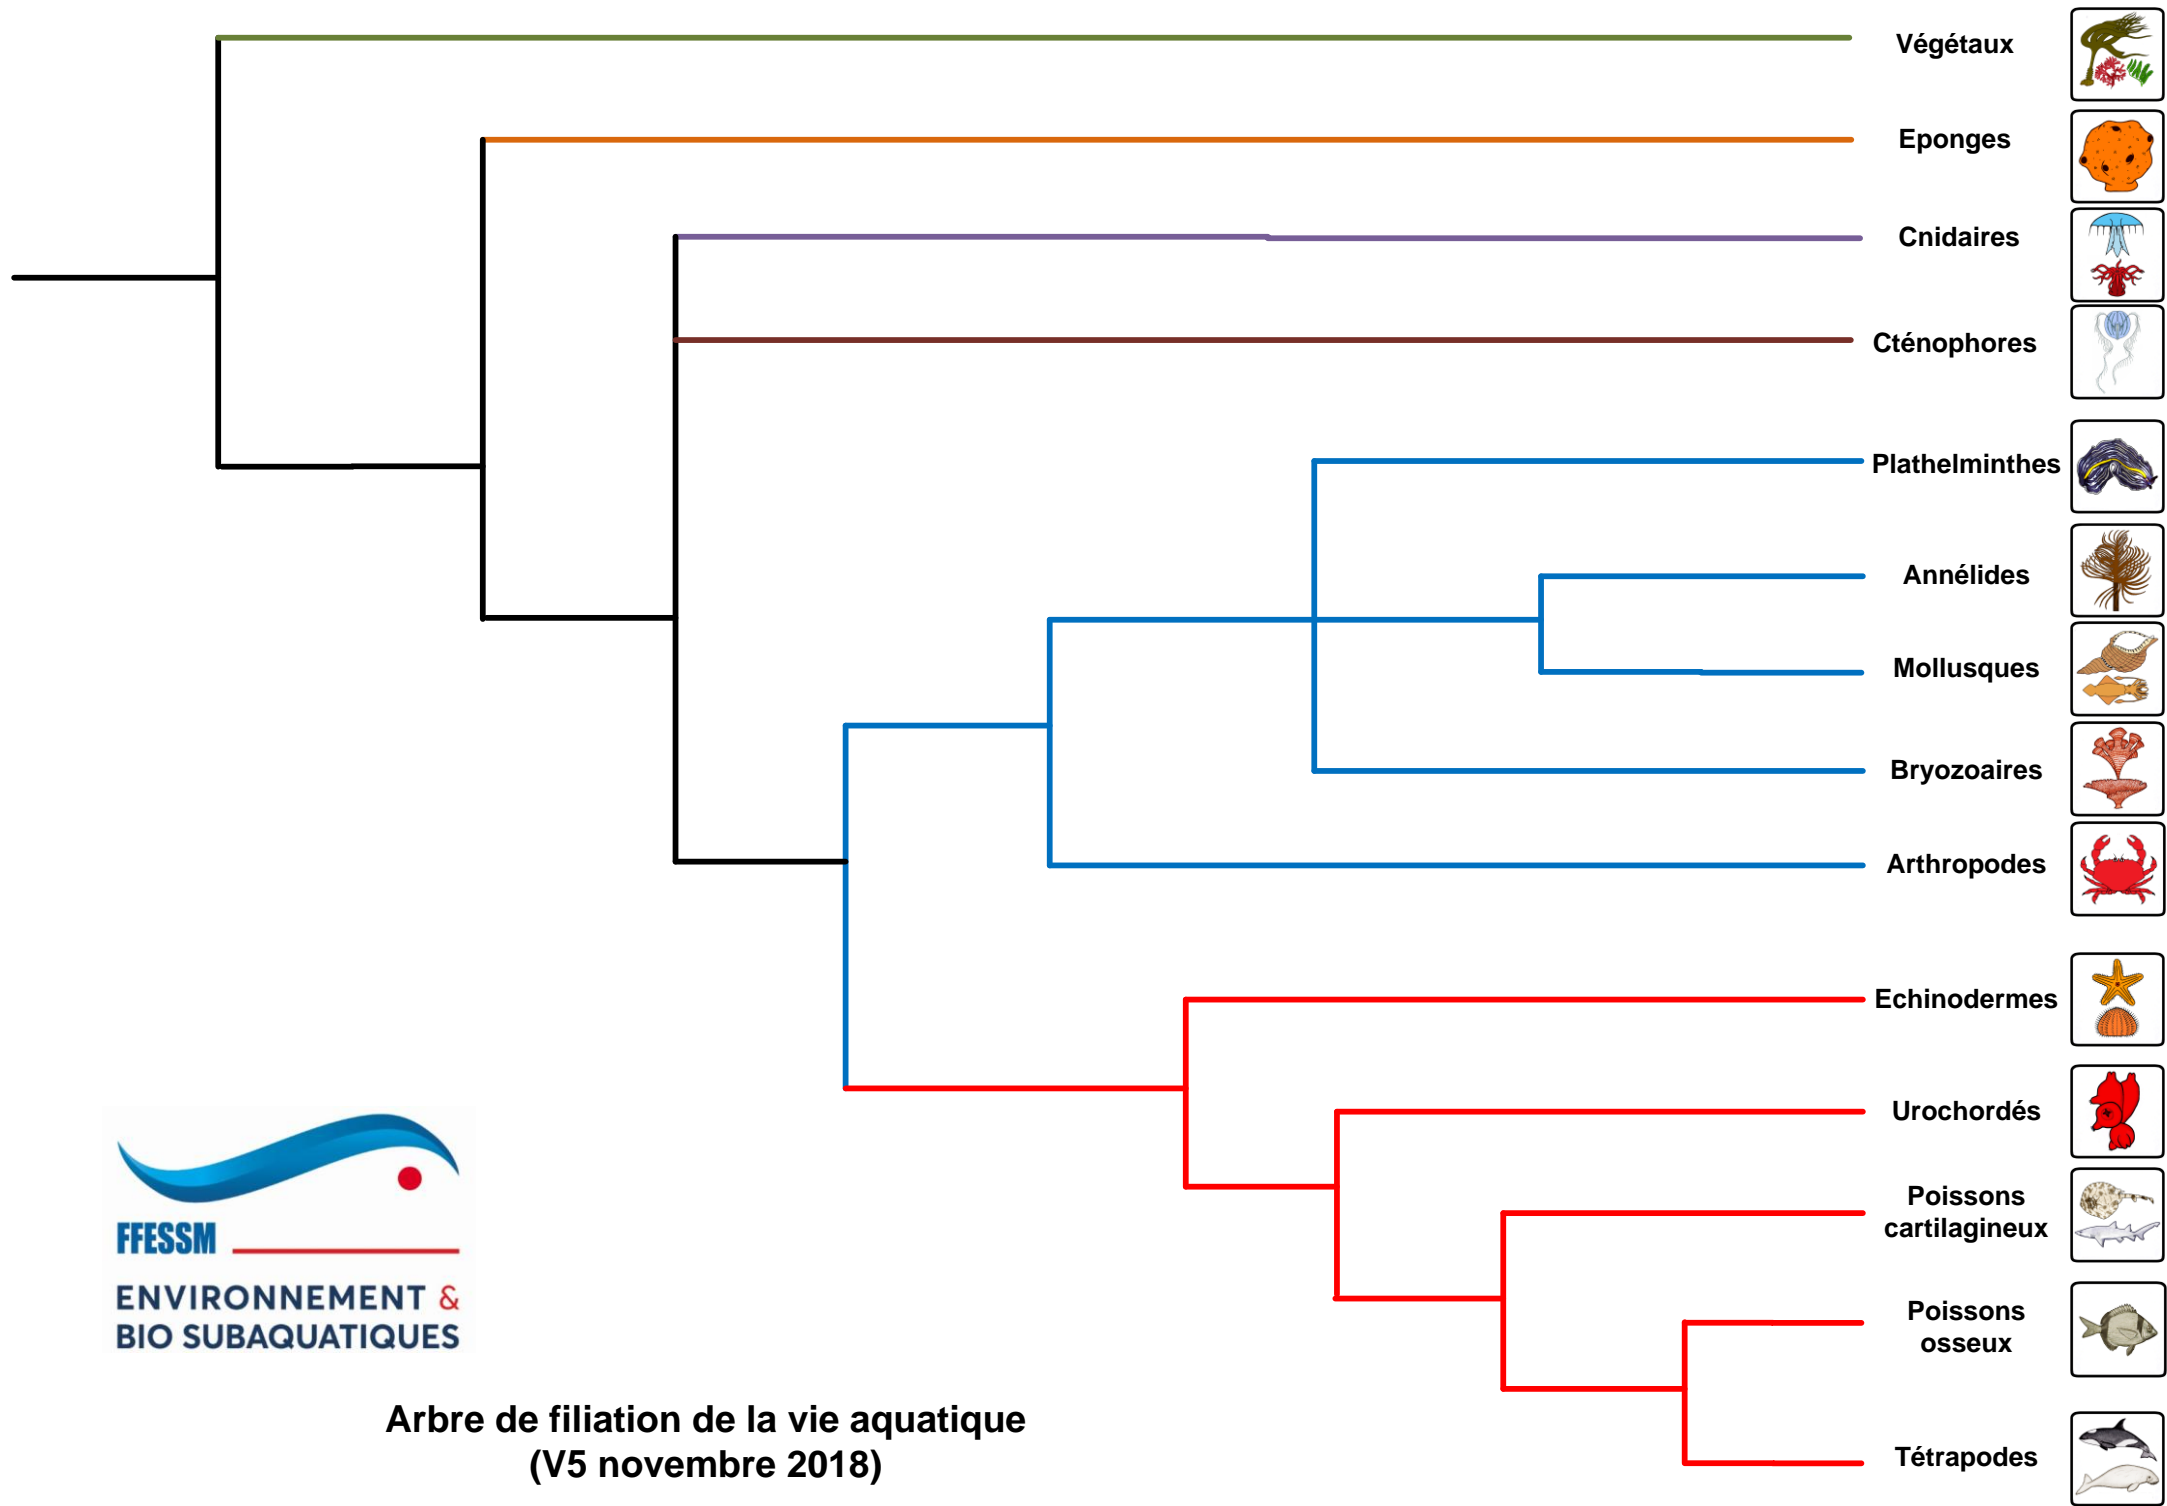 Végétaux
Eponges
Cnidaires
Cténophores
Plathelminthes
Annélides
Mollusques
Bryozoaires
Arthropodes
Echinodermes
Urochordés
Poissons
cartilagineux
Poissons
osseux
Tétrapodes
FFESSM
ENVIRONNEMENT &
BIO SUBAQUATIQUES
Arbre de filiation de la vie aquatique
(V5 novembre 2018)